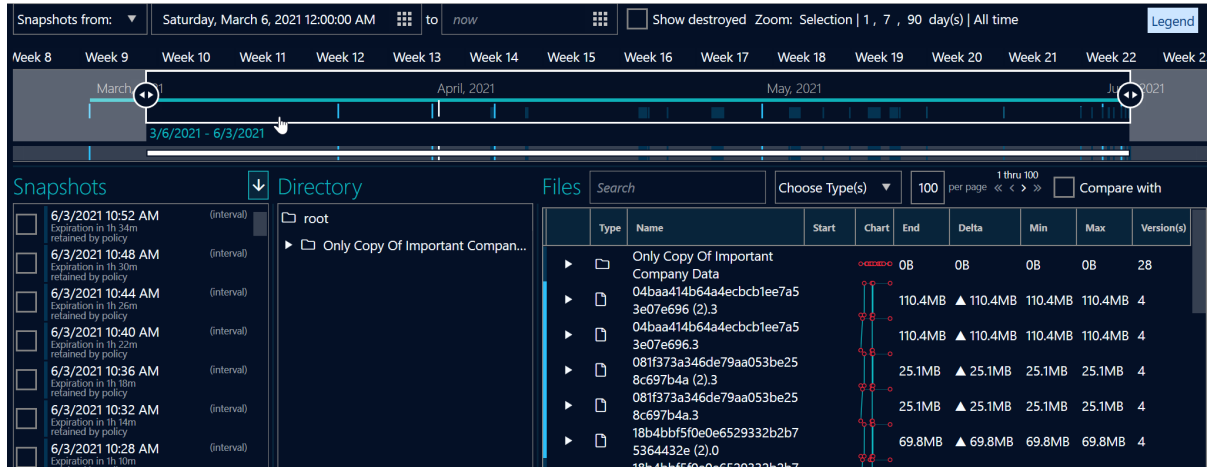 Snapshots from: Saturday, March 6, 2021 12:00:00 AM to now Show destroyed Zoom: Selection | 1 , 7 , 90 day(s) | All time Legend
Week 8 Week 9 Week 10 Week 11 Week 12 Week 13 Week 14 Week 15 Week 16 Week 17 Week 18 Week 19 Week 20 Week 21 Week 22 Week 2
March, 21 April, 2021 May, 2021 Ju 2021
3/6/2021 - 6/3/2021
Snapshots
6/3/2021 10:52 AM (interval)
Expiration in 1h 34m
retained by policy
6/3/2021 10:48 AM (interval)
Expiration in 1h 30m
retained by policy
6/3/2021 10:44 AM (interval)
Expiration in 1h 26m
retained by policy
6/3/2021 10:40 AM (interval)
Expiration in 1h 22m
retained by policy
6/3/2021 10:36 AM (interval)
Expiration in 1h 18m
retained by policy
6/3/2021 10:32 AM (interval)
Expiration in 1h 14m
retained by policy
6/3/2021 10:28 AM (interval)
Expiration in 1h 10m
Directory
root
Only Copy Of Important Compan...
Files Search Choose Type(s) 100 per page « < > » Compare with
1 thru 100
Type Name Start Chart End Delta Min Max Version(s)
Only Copy Of Important
Company Data
0B 0B 0B 0B 28
04baa414b64a4ecbcb1ee7a5
3e07e696 (2).3
110.4MB ▲ 110.4MB 110.4MB 110.4MB 4
04baa414b64a4ecbcb1ee7a5
3e07e696.3
110.4MB ▲ 110.4MB 110.4MB 110.4MB 4
081f373a346de79aa053be25
8c697b4a (2).3
25.1MB ▲ 25.1MB 25.1MB 25.1MB 4
081f373a346de79aa053be25
8c697b4a.3
25.1MB ▲ 25.1MB 25.1MB 25.1MB 4
18b4bbf5f0e0e6529332b2b7
5364432e (2).0
69.8MB ▲ 69.8MB 69.8MB 69.8MB 4